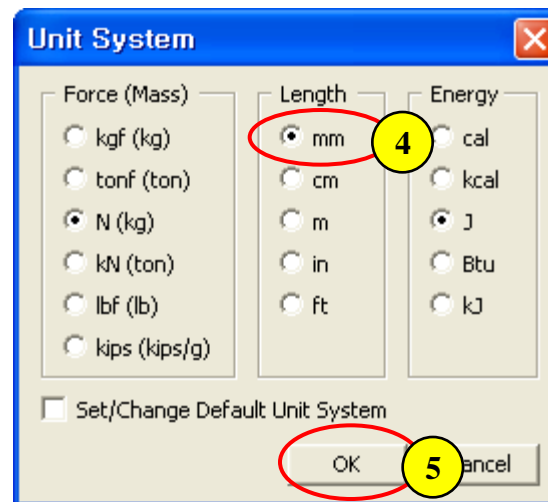 Unit System
Force (Mass)
kgf (kg)
tonf (ton)
N (kg)
kN (ton)
lbf (lb)
kips (kips/g)
Length
mm
cm
m
in
ft
4
Energy
cal
kcal
J
Btu
kJ
Set/Change Default Unit System
OK
5
ancel